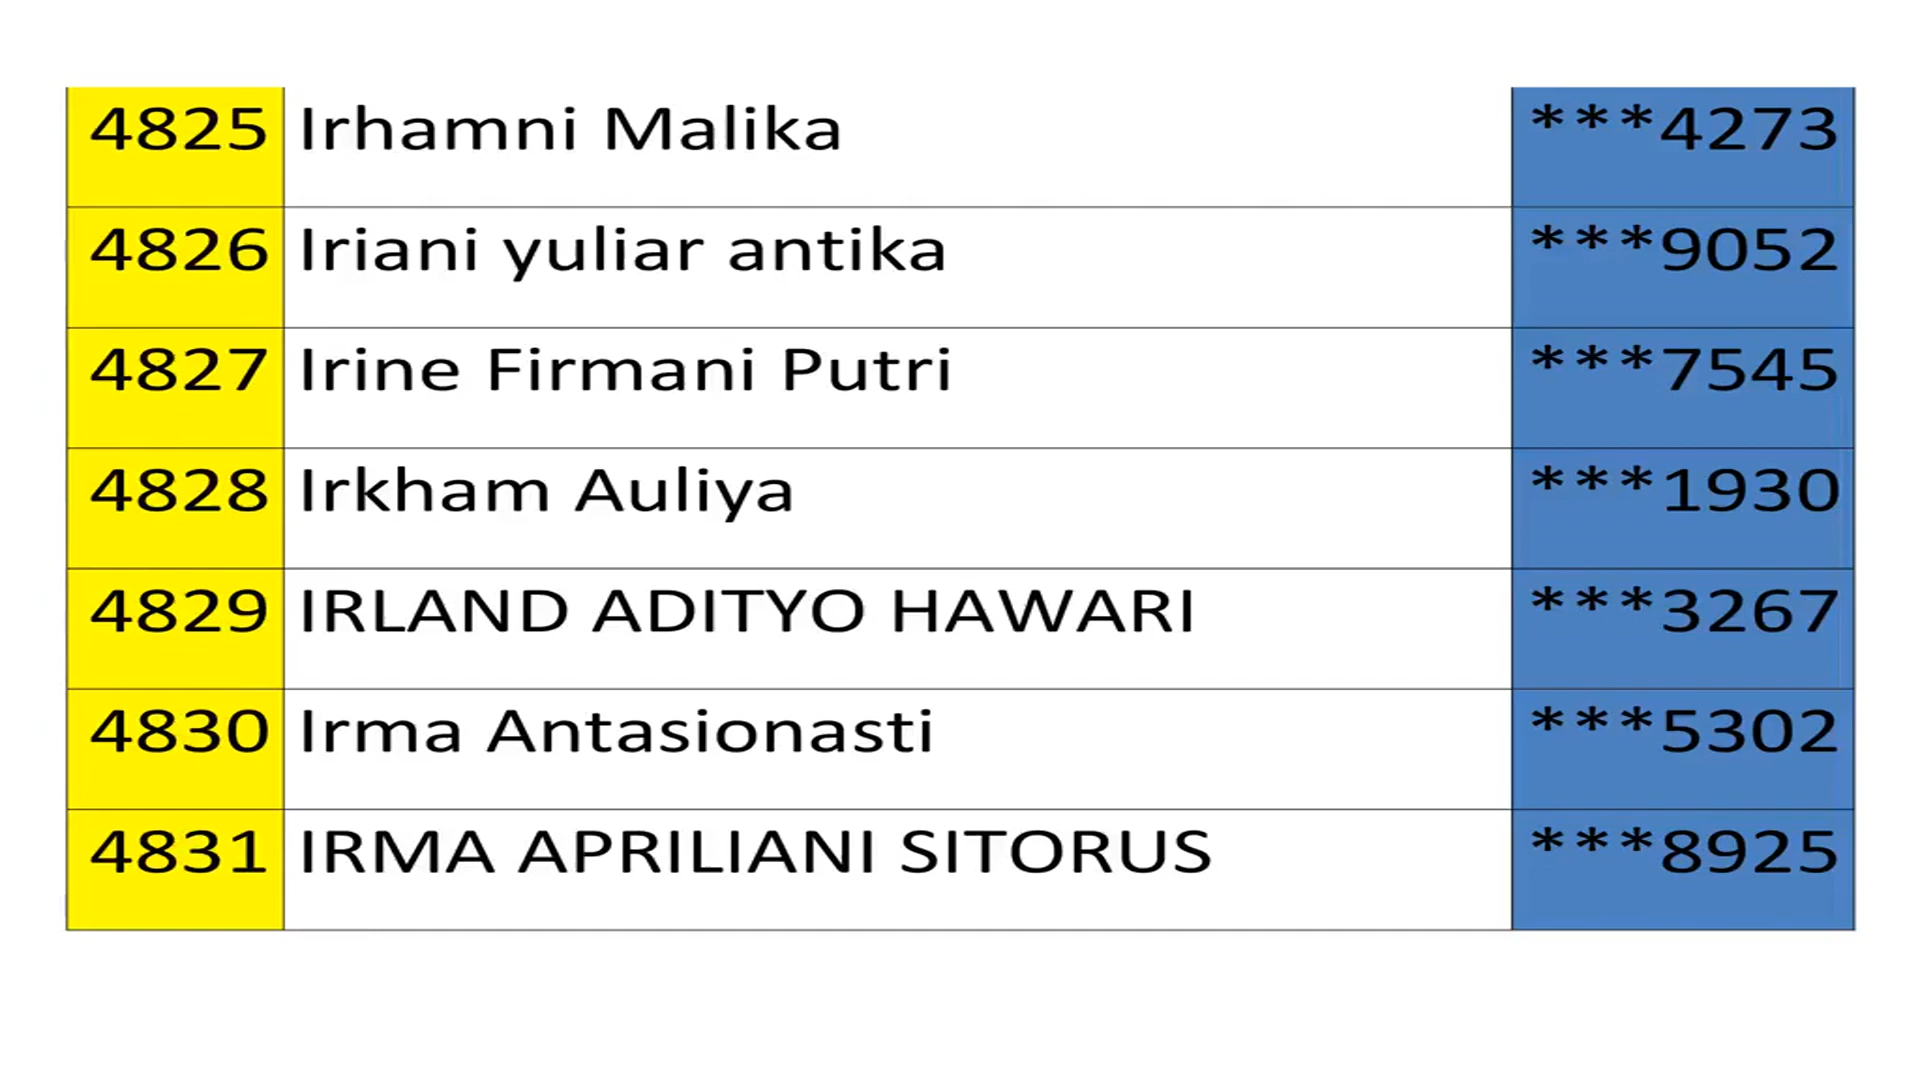 4825 Irhamni Malika ***4273
4826 Iriani yuliar antika ***9052
4827 Irine Firmani Putri ***7545
4828 Irkham Auliya ***1930
4829 IRLAND ADITYO HAWARI ***3267
4830 Irma Antasionasti ***5302
4831 IRMA APRILIANI SITORUS ***8925